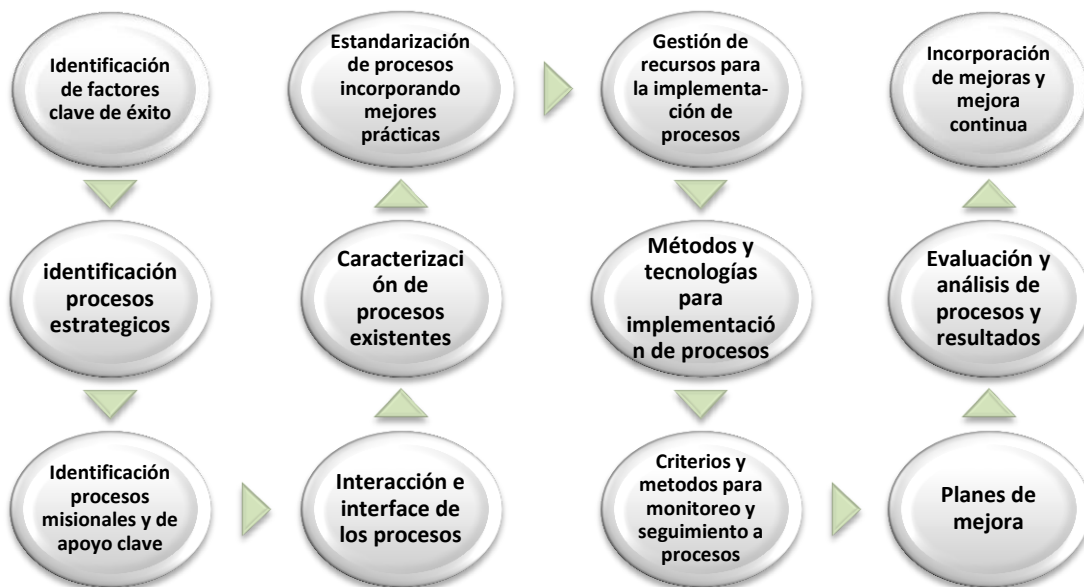 Identificación
de factores
clave de éxito
identificación
procesos
estrategicos
Identificación
procesos
misionales y de
apoyo clave
Interacción e
interface de
los procesos
Caracterizaci
ón de
procesos
existentes
Estandarización
de procesos
incorporando
mejores
prácticas
Gestión de
recursos para
la implementa-
ción de
procesos
Métodos y
tecnologías
para
implementació
n de procesos
Criterios y
metodos para
monitoreo y
seguimiento a
procesos
Planes de
mejora
Evaluación y
análisis de
procesos y
resultados
Incorporación
de mejoras y
mejora
continua